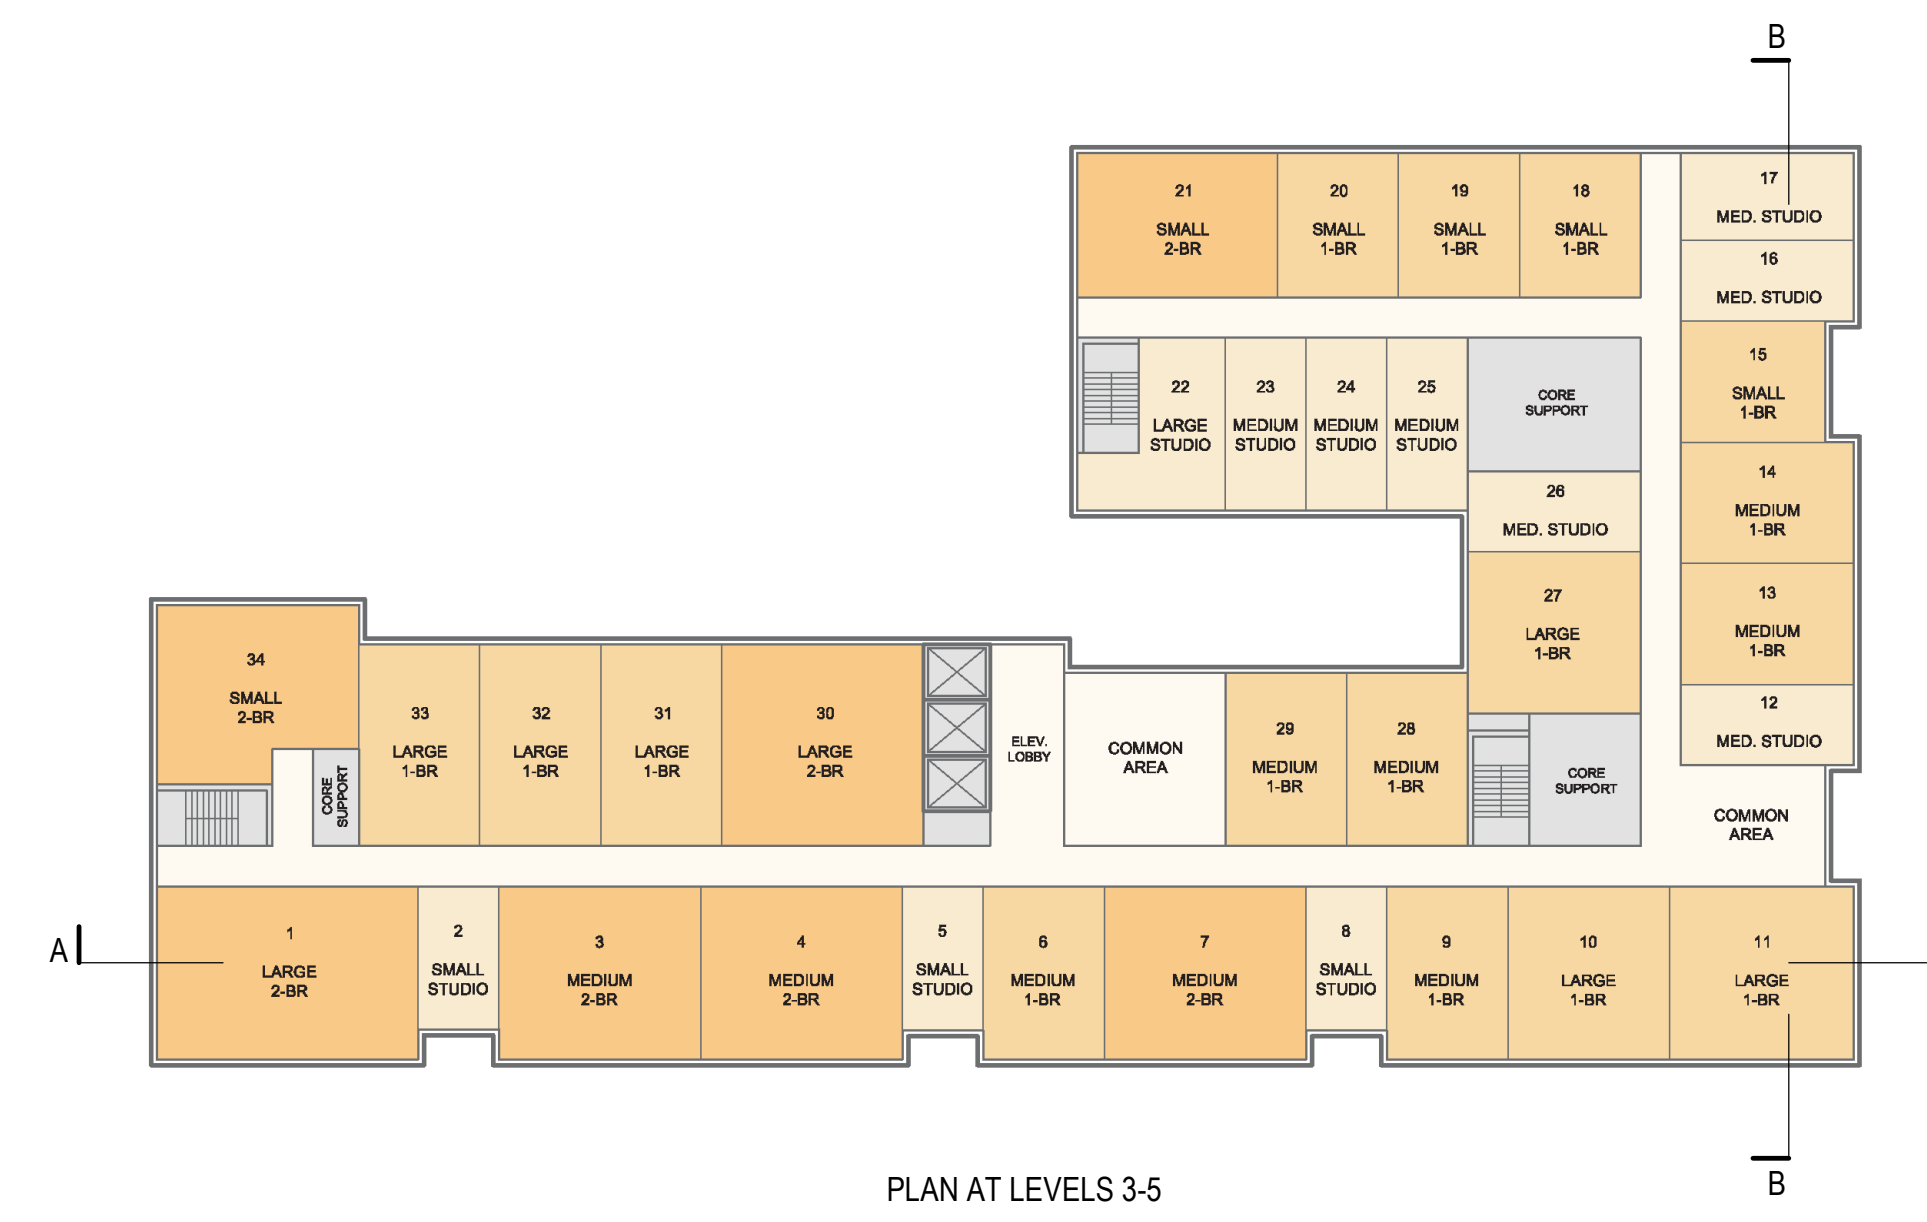 B
21
SMALL
2-BR
20
SMALL
1-BR
19
SMALL
1-BR
18
SMALL
1-BR
17
MED. STUDIO
16
MED. STUDIO
15
SMALL
1-BR
22
LARGE
STUDIO
23
MEDIUM
STUDIO
24
MEDIUM
STUDIO
25
MEDIUM
STUDIO
CORE
SUPPORT
14
MEDIUM
1-BR
26
MED. STUDIO
27
LARGE
1-BR
13
MEDIUM
1-BR
12
MED. STUDIO
34
SMALL
2-BR
CORE
SUPPORT
33
LARGE
1-BR
32
LARGE
1-BR
31
LARGE
1-BR
30
LARGE
2-BR
ELEV.
LOBBY
COMMON
AREA
29
MEDIUM
1-BR
28
MEDIUM
1-BR
CORE
SUPPORT
COMMON
AREA
A
1
LARGE
2-BR
2
SMALL
STUDIO
3
MEDIUM
2-BR
4
MEDIUM
2-BR
5
SMALL
STUDIO
6
MEDIUM
1-BR
7
MEDIUM
2-BR
8
SMALL
STUDIO
9
MEDIUM
1-BR
10
LARGE
1-BR
11
LARGE
1-BR
B
PLAN AT LEVELS 3-5